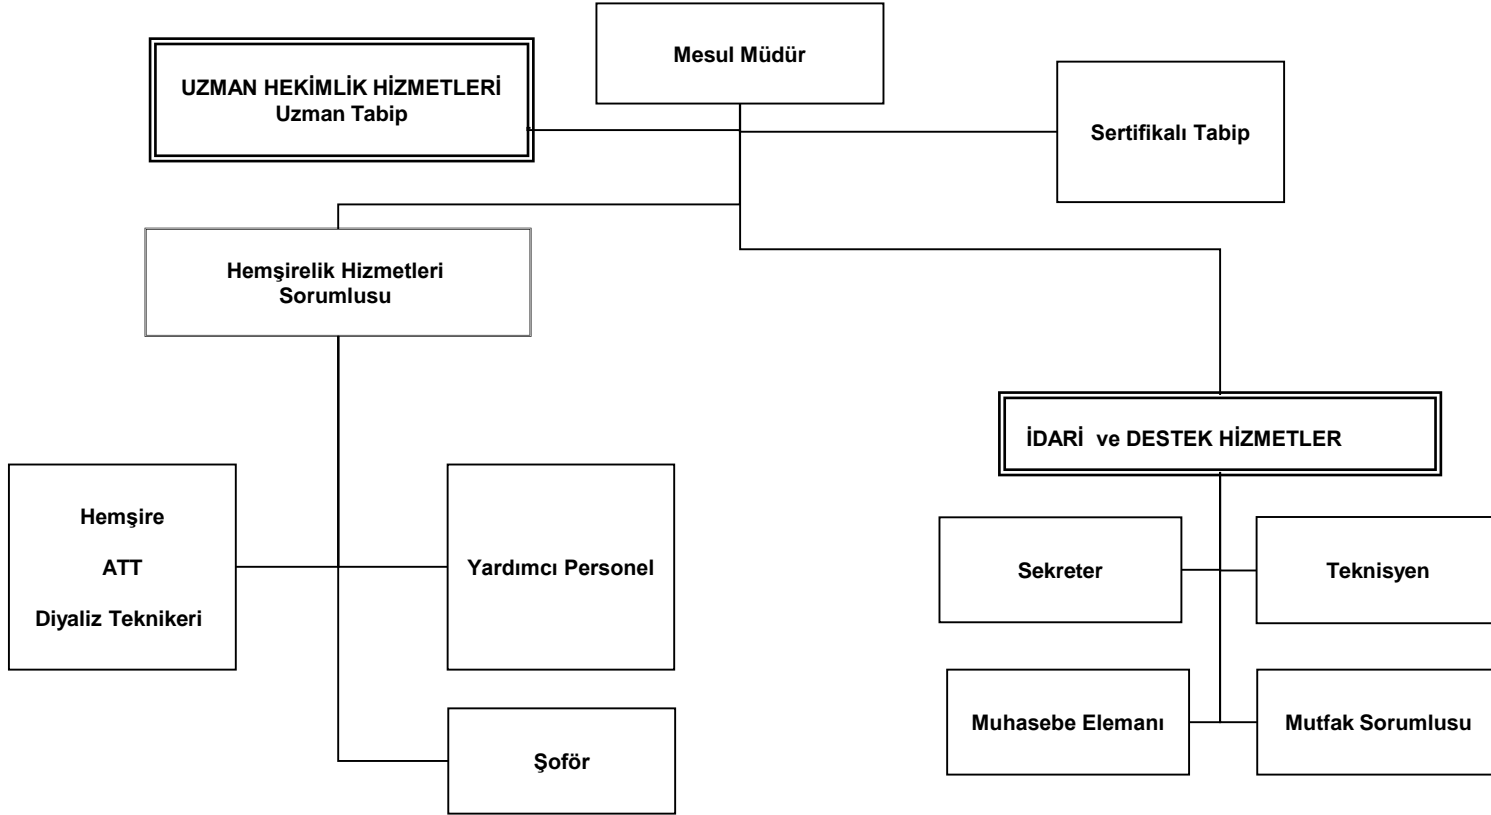 Mesul Müdür
UZMAN HEKİMLİK HİZMETLERİ
Uzman Tabip
Sertifikalı Tabip
Hemşirelik Hizmetleri
Sorumlusu
İDARİ ve DESTEK HİZMETLER
Hemşire
ATT
Diyaliz Teknikeri
Yardımcı Personel
Sekreter
Teknisyen
Muhasebe Elemanı
Mutfak Sorumlusu
Şoför